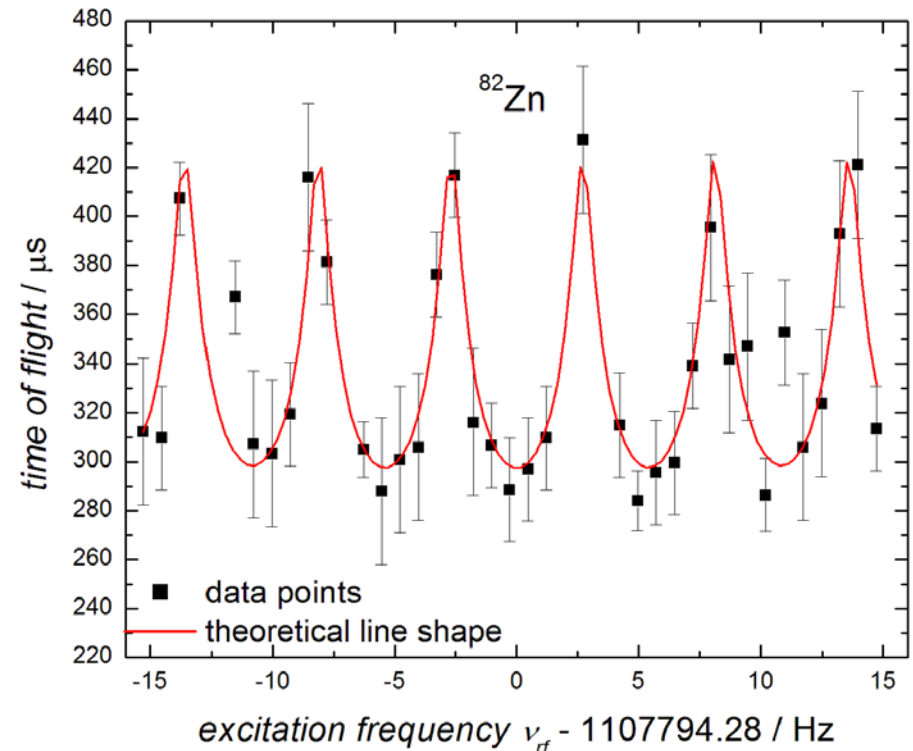 480
460
440
420
400
380
360
340
320
300
280
260
240
220
time of flight / μs
⁸²Zn
data points
theoretical line shape
-15 -10 -5 0 5 10 15
excitation frequency νrf - 1107794.28 / Hz